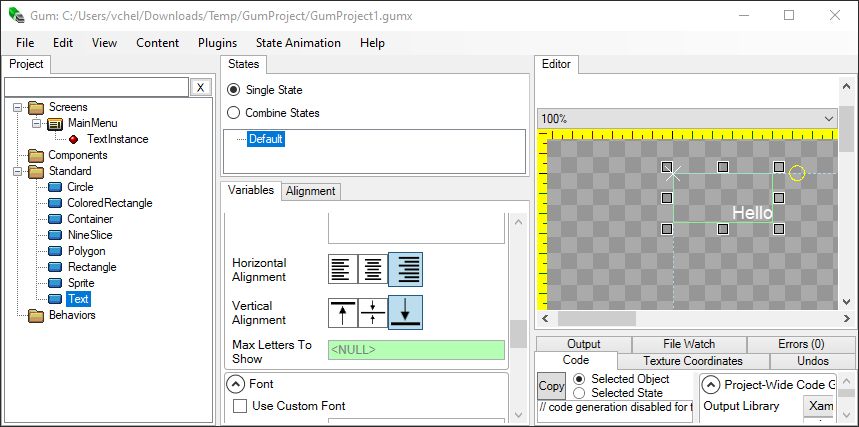 Gum: C:/Users/vchel/Downloads/Temp/GumProject/GumProject1.gumx
File Edit View Content Plugins State Animation Help
Project
X
Screens
MainMenu
TextInstance
Components
Standard
Circle
ColoredRectangle
Container
NineSlice
Polygon
Rectangle
Sprite
Text
Behaviors
States
Single State
Combine States
Default
Variables Alignment
Horizontal
Alignment
Vertical
Alignment
Max Letters To
Show
<NULL>
Font
Use Custom Font
Editor
100%
Hello
Output File Watch Errors (0)
Code Texture Coordinates Undos
Copy
Selected Object
Selected State
// code generation disabled for
Project-Wide Code G
Output Library Xam